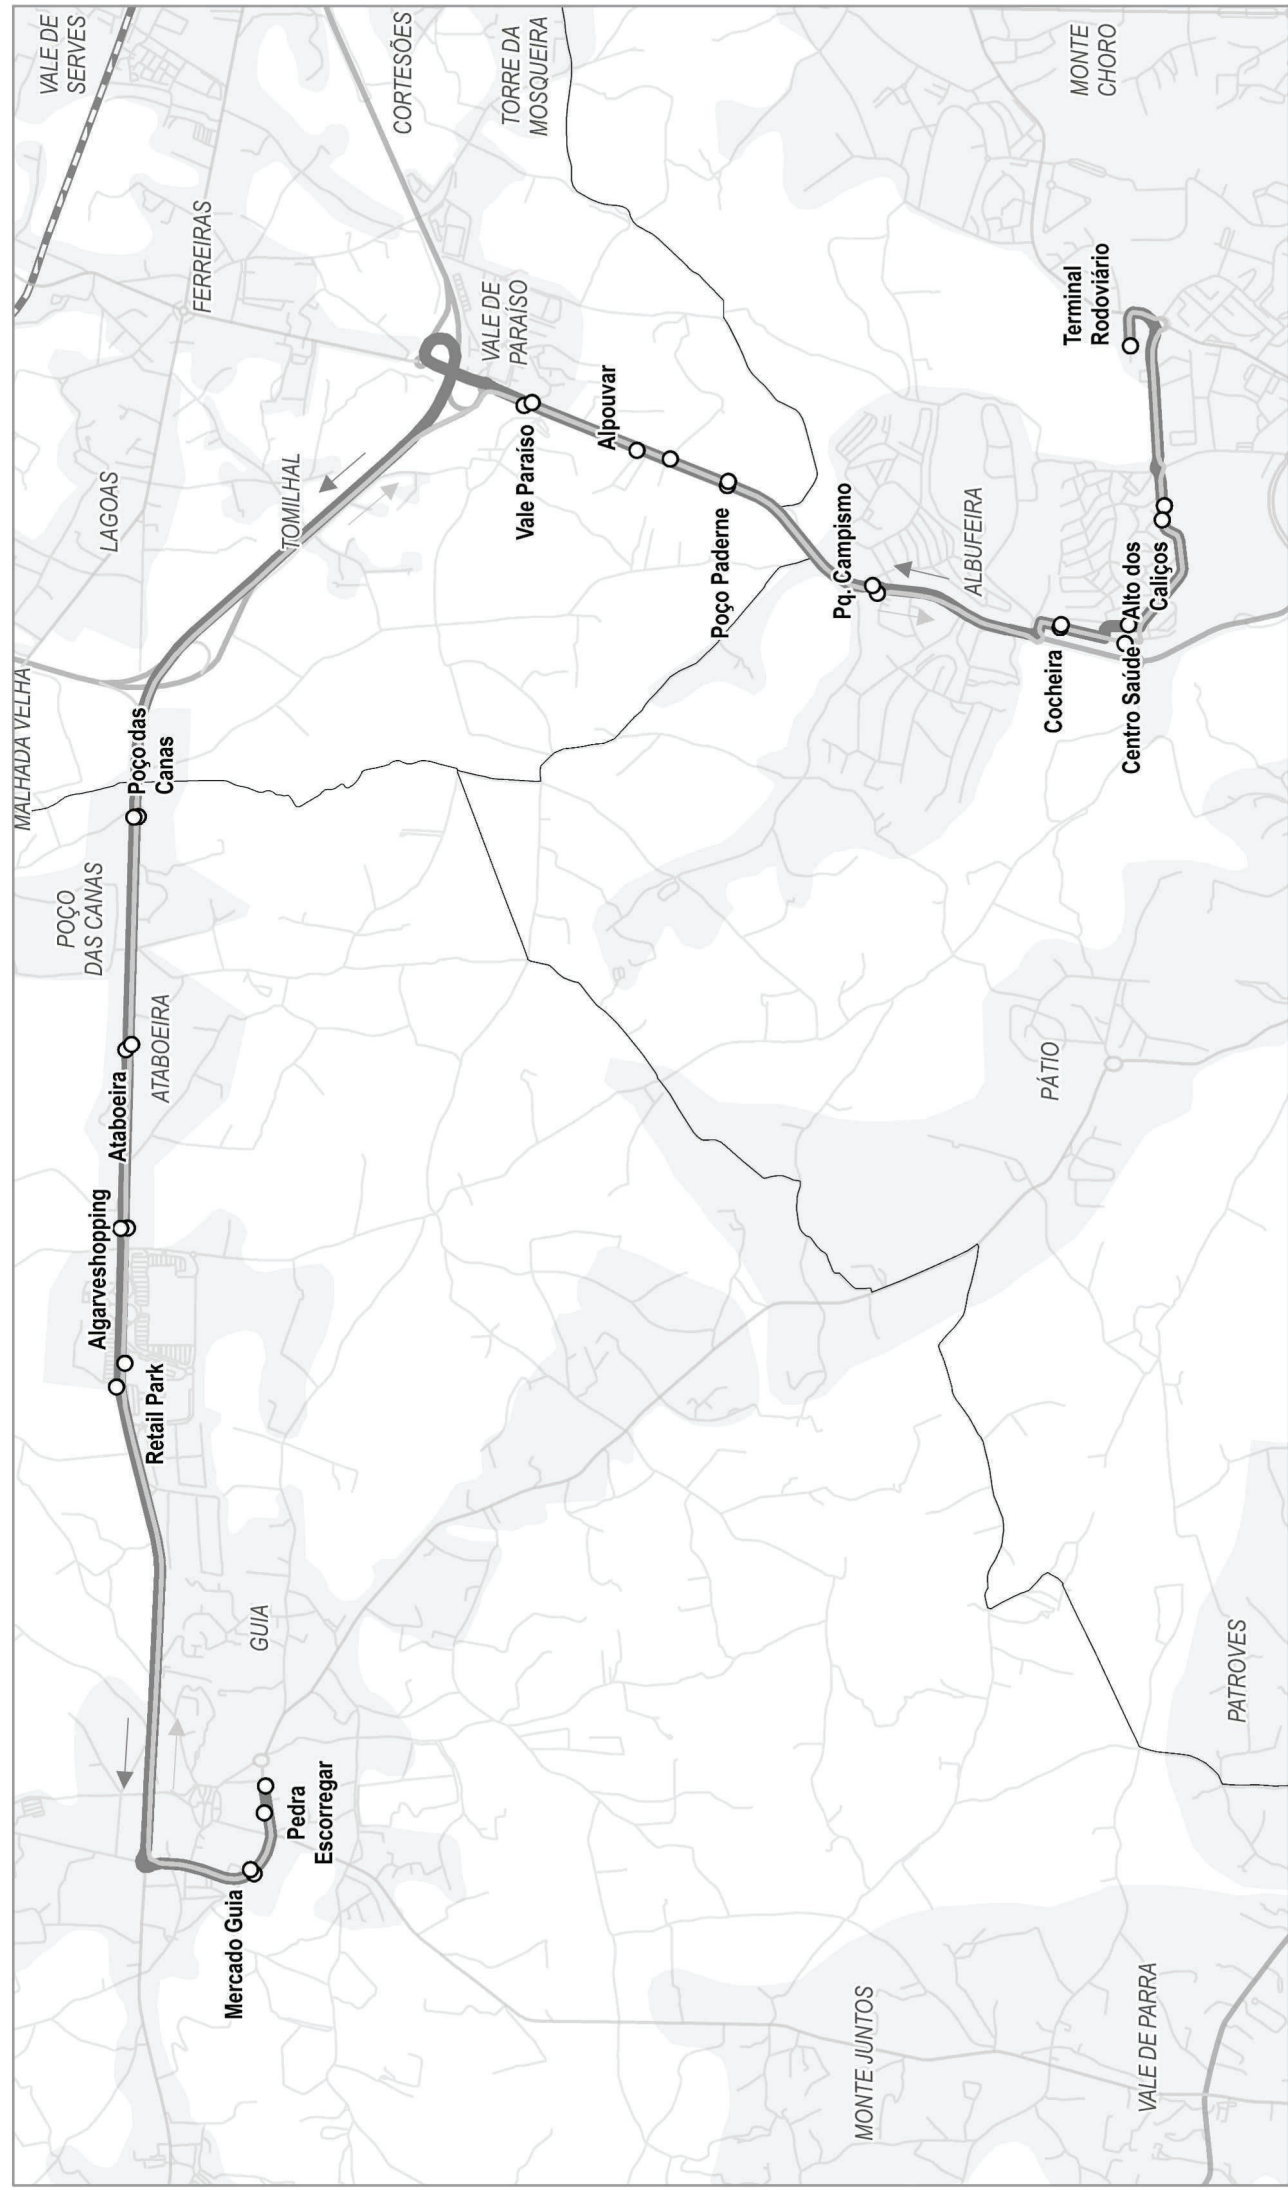 MALHADA VELHA
VALE DE
SERVES
POÇO
DAS CANAS
Algarveshopping
LAGOAS
Ataboeira
Poço das
Canas
Retail Park
ATABOEIRA
FERREIRAS
Mercado Guia
GUIA
TOMILHAL
Pedra
Escorregar
CORTESÕES
VALE DE
PARAÍSO
TORRE DA
MOSQUEIRA
Vale Paraíso
Alpouvar
Poço Paderne
Pq. Campismo
MONTE JUNTOS
ALBUFEIRA
PÁTIO
Cocheira
Terminal
Rodoviário
MONTE
CHORO
Centro Saúde
Alto dos
Caliços
VALE DE PARRA
PATROVES